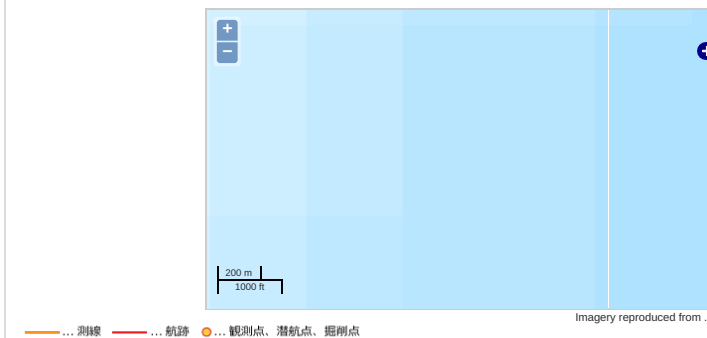 +
−
200 m
1000 ft
Imagery reproduced from .
... 測線 ... 航跡 ... 観測点、潜航点、掘削点